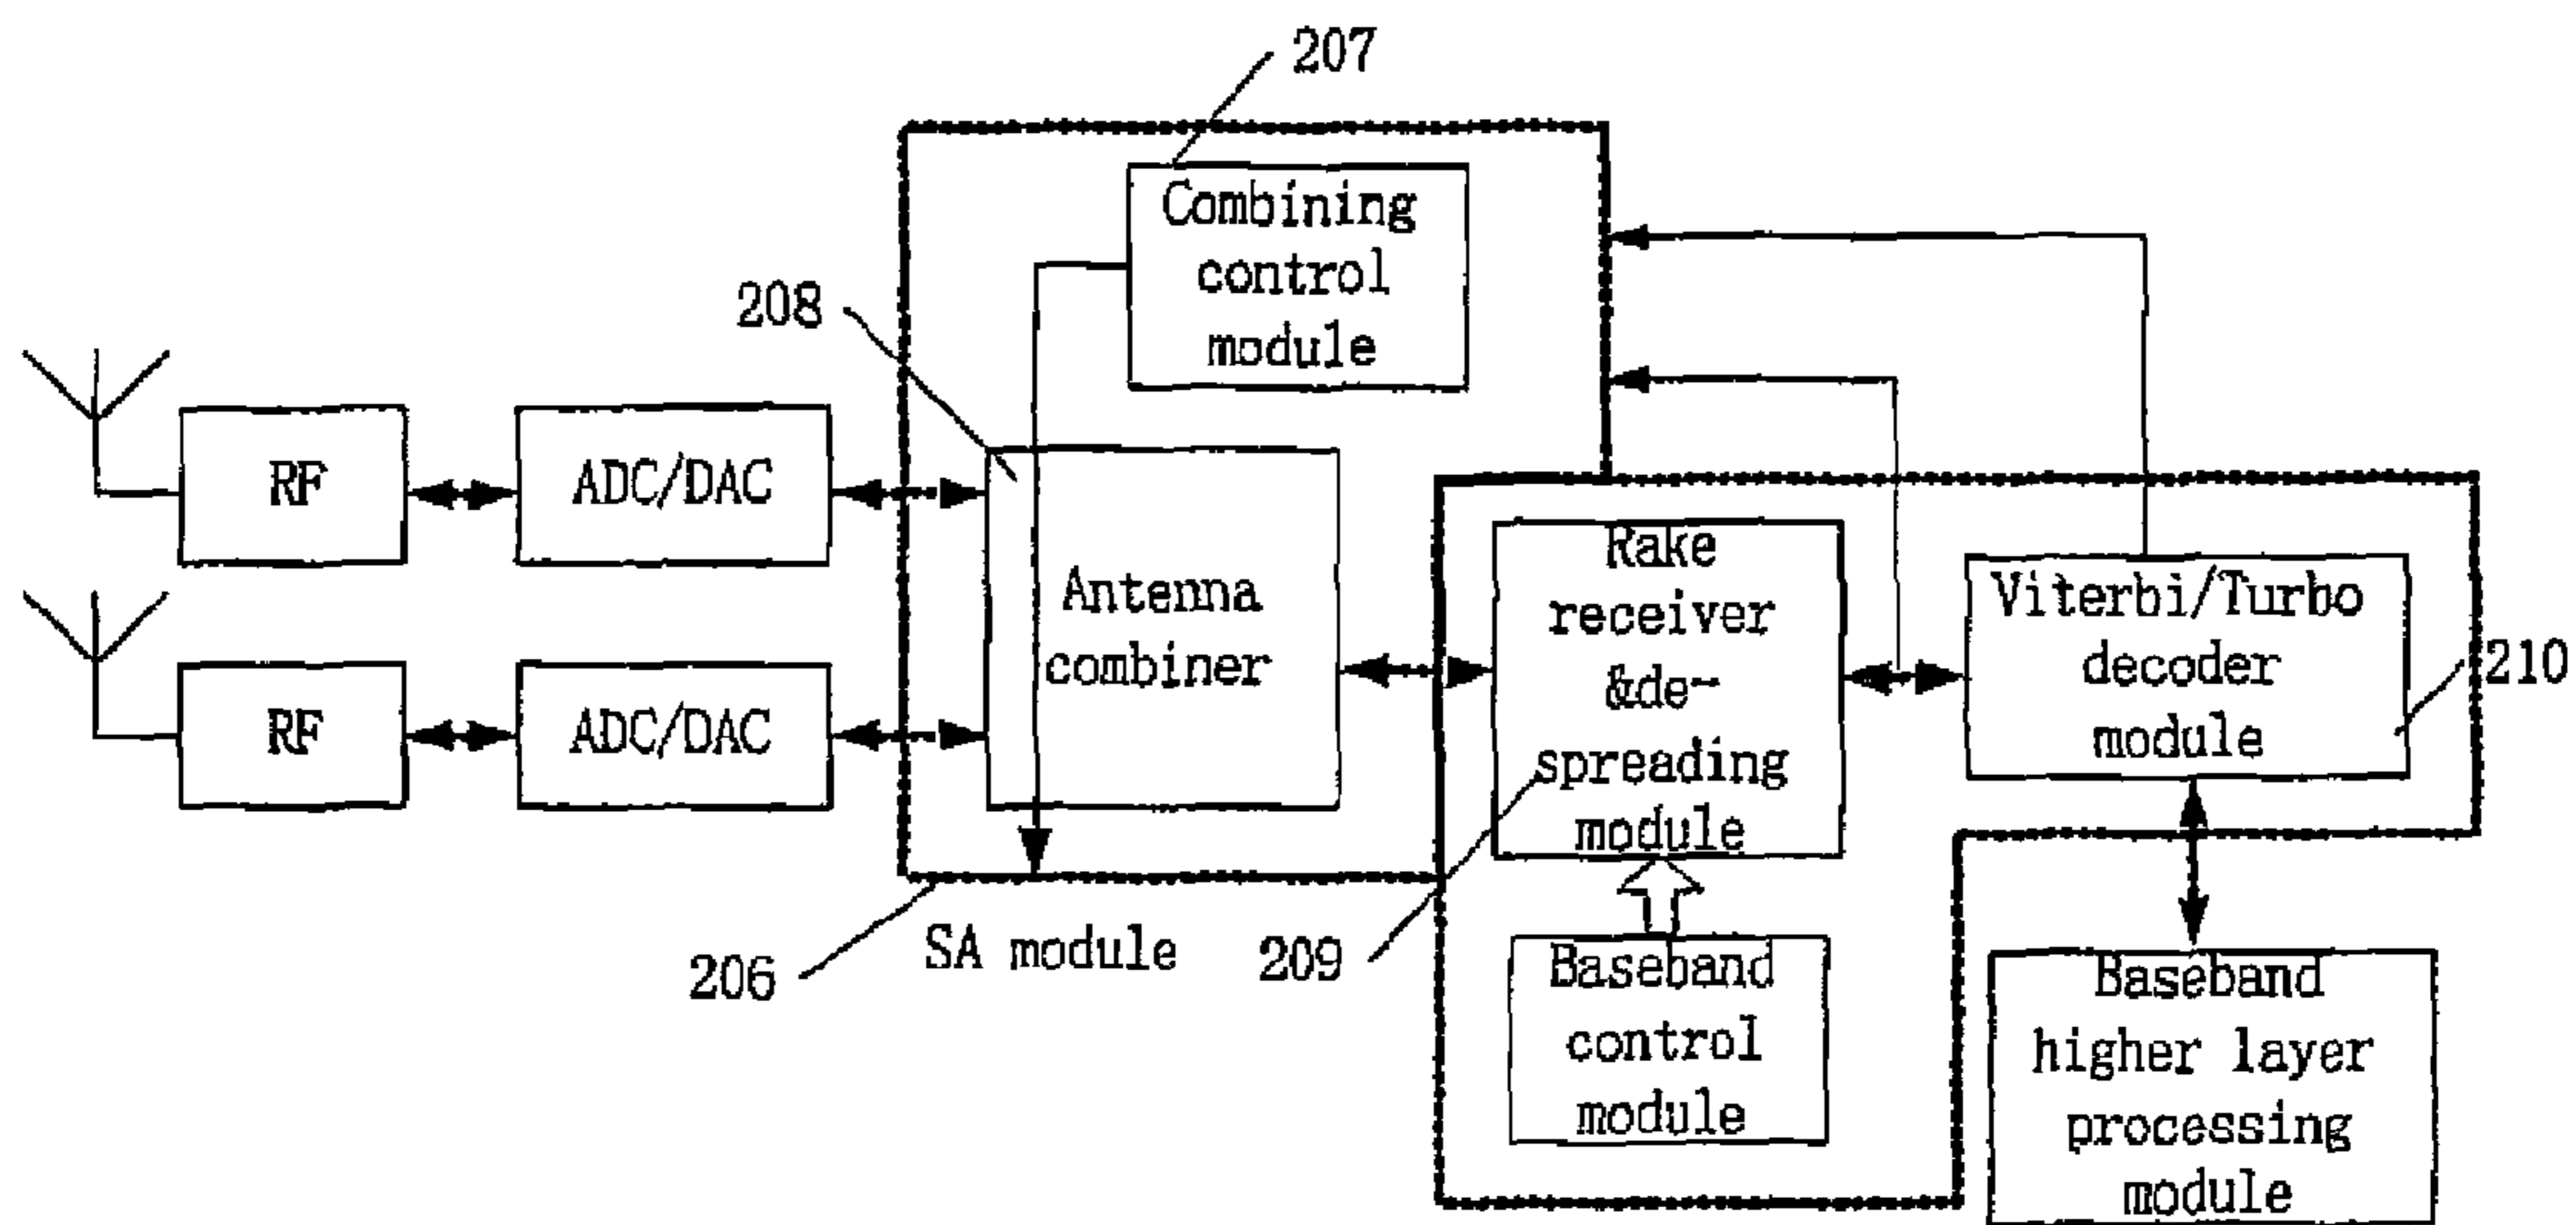 207
Combining
control
module
208
RF
ADC/DAC
Antenna
combiner
RF
ADC/DAC
Rake
receiver
&de-
spreading
module
Viterbi/Turbo
decoder
module
210
206
SA module
209
Baseband
control
module
Baseband
higher layer
processing
module